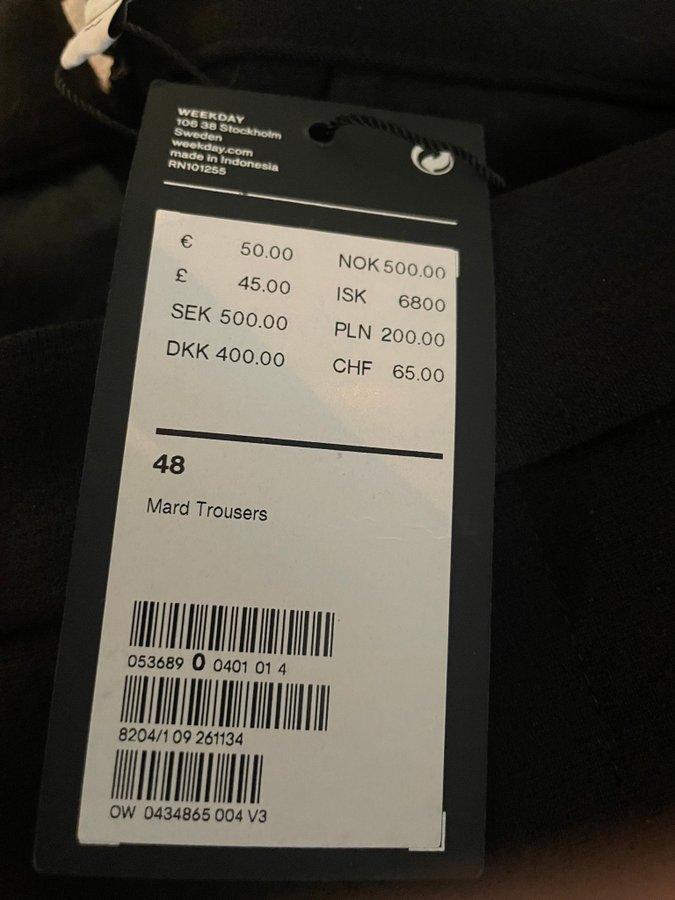 WEEKDAY
106 38 Stockholm
Sweden
weekday.com
made in Indonesia
RN101255
€ 50.00 NOK 500.00
£ 45.00 ISK 6800
SEK 500.00 PLN 200.00
DKK 400.00 CHF 65.00
48
Mard Trousers
053689 0 0401 01 4
8204/1 09 261134
OW 0434865 004 V3